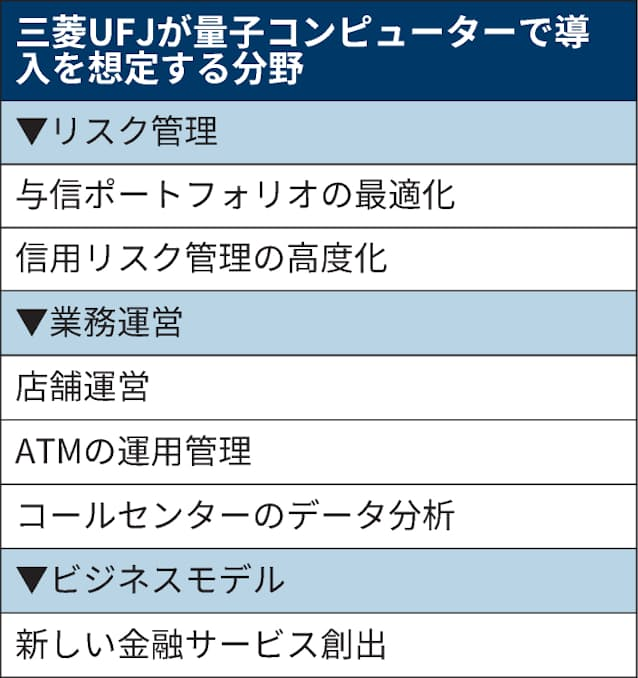 三菱UFJが量子コンピューターで導
入を想定する分野
▼リスク管理
与信ポートフォリオの最適化
信用リスク管理の高度化
▼業務運営
店舗運営
ATMの運用管理
コールセンターのデータ分析
▼ビジネスモデル
新しい金融サービス創出